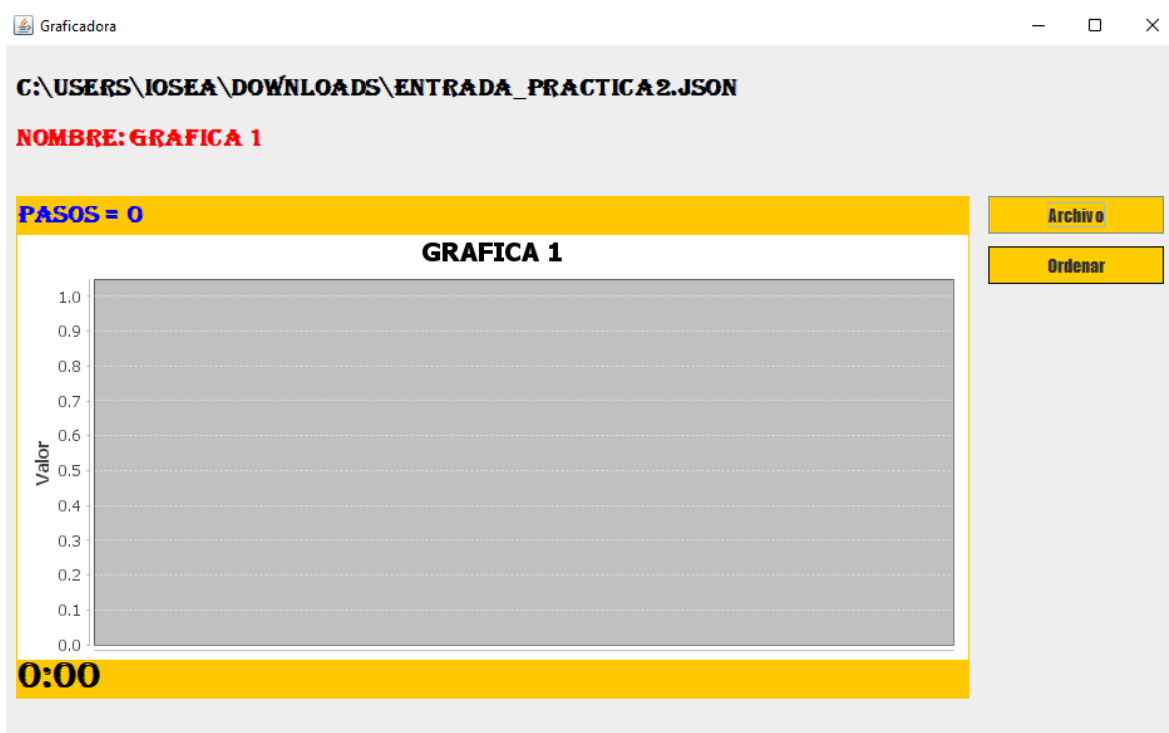 Graficadora
C:\USERS\IOSEA\DOWNLOADS\ENTRADA_PRACTICA2.JSON
NOMBRE: GRAFICA 1
PASOS = 0
Archivo
GRAFICA 1
Ordenar
1.0
0.9
0.8
0.7
0.6
Valor
0.5
0.4
0.3
0.2
0.1
0.0
0:00